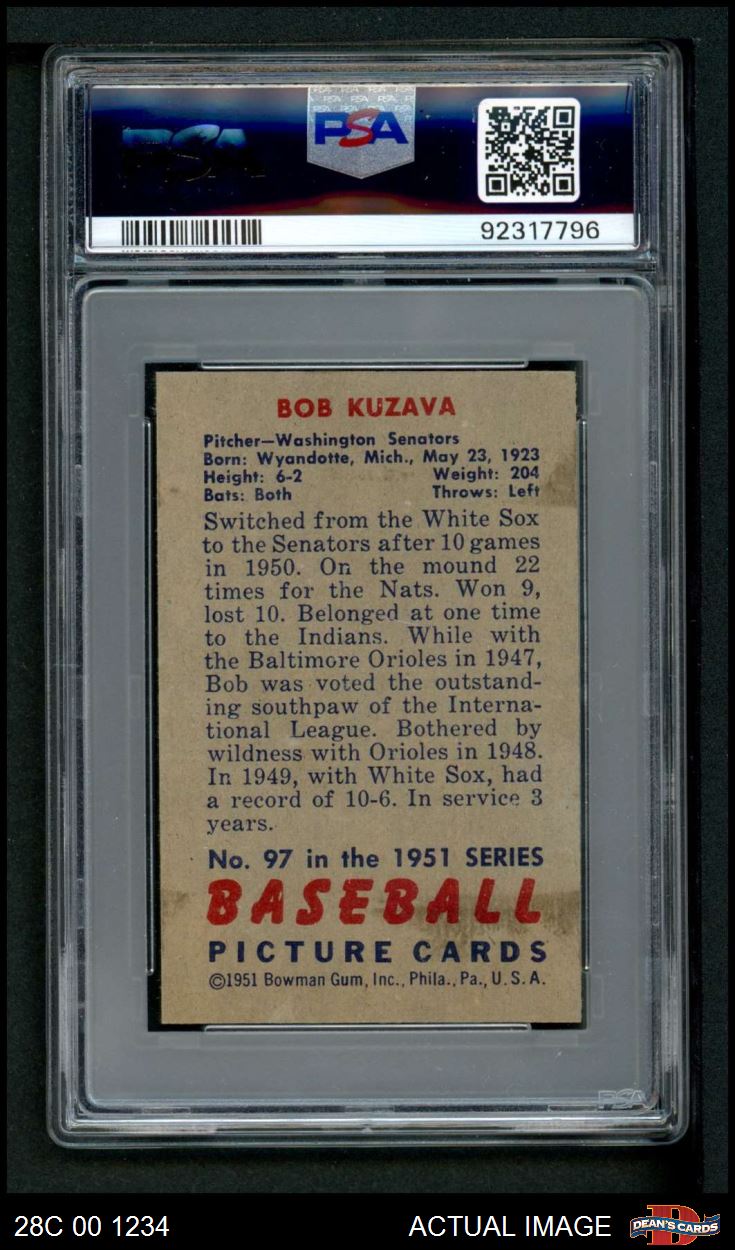 PSA
PSA
92317796
BOB KUZAVA
Pitcher—Washington Senators
Born: Wyandotte, Mich., May 23, 1923
Height: 6-2 Weight: 204
Bats: Both Throws: Left
Switched from the White Sox
to the Senators after 10 games
in 1950. On the mound 22
times for the Nats. Won 9,
lost 10. Belonged at one time
to the Indians. While with
the Baltimore Orioles in 1947,
Bob was voted the outstand-
ing southpaw of the Interna-
tional League. Bothered by
wildness with Orioles in 1948.
In 1949, with White Sox, had
a record of 10-6. In service 3
years.
No. 97 in the 1951 SERIES
BASEBALL
PICTURE CARDS
©1951 Bowman Gum, Inc., Phila., Pa., U. S. A.
PSA
28C 00 1234 ACTUAL IMAGE DEAN'S CARDS